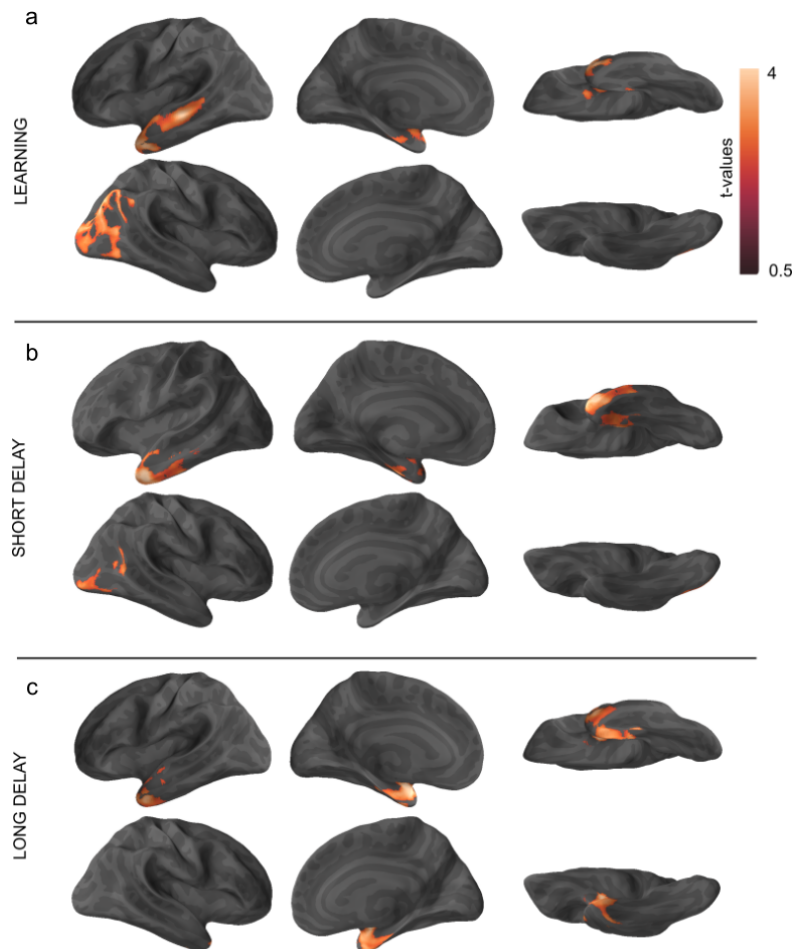 a
4
LEARNING
t-values
0.5
b
SHORT DELAY
c
LONG DELAY